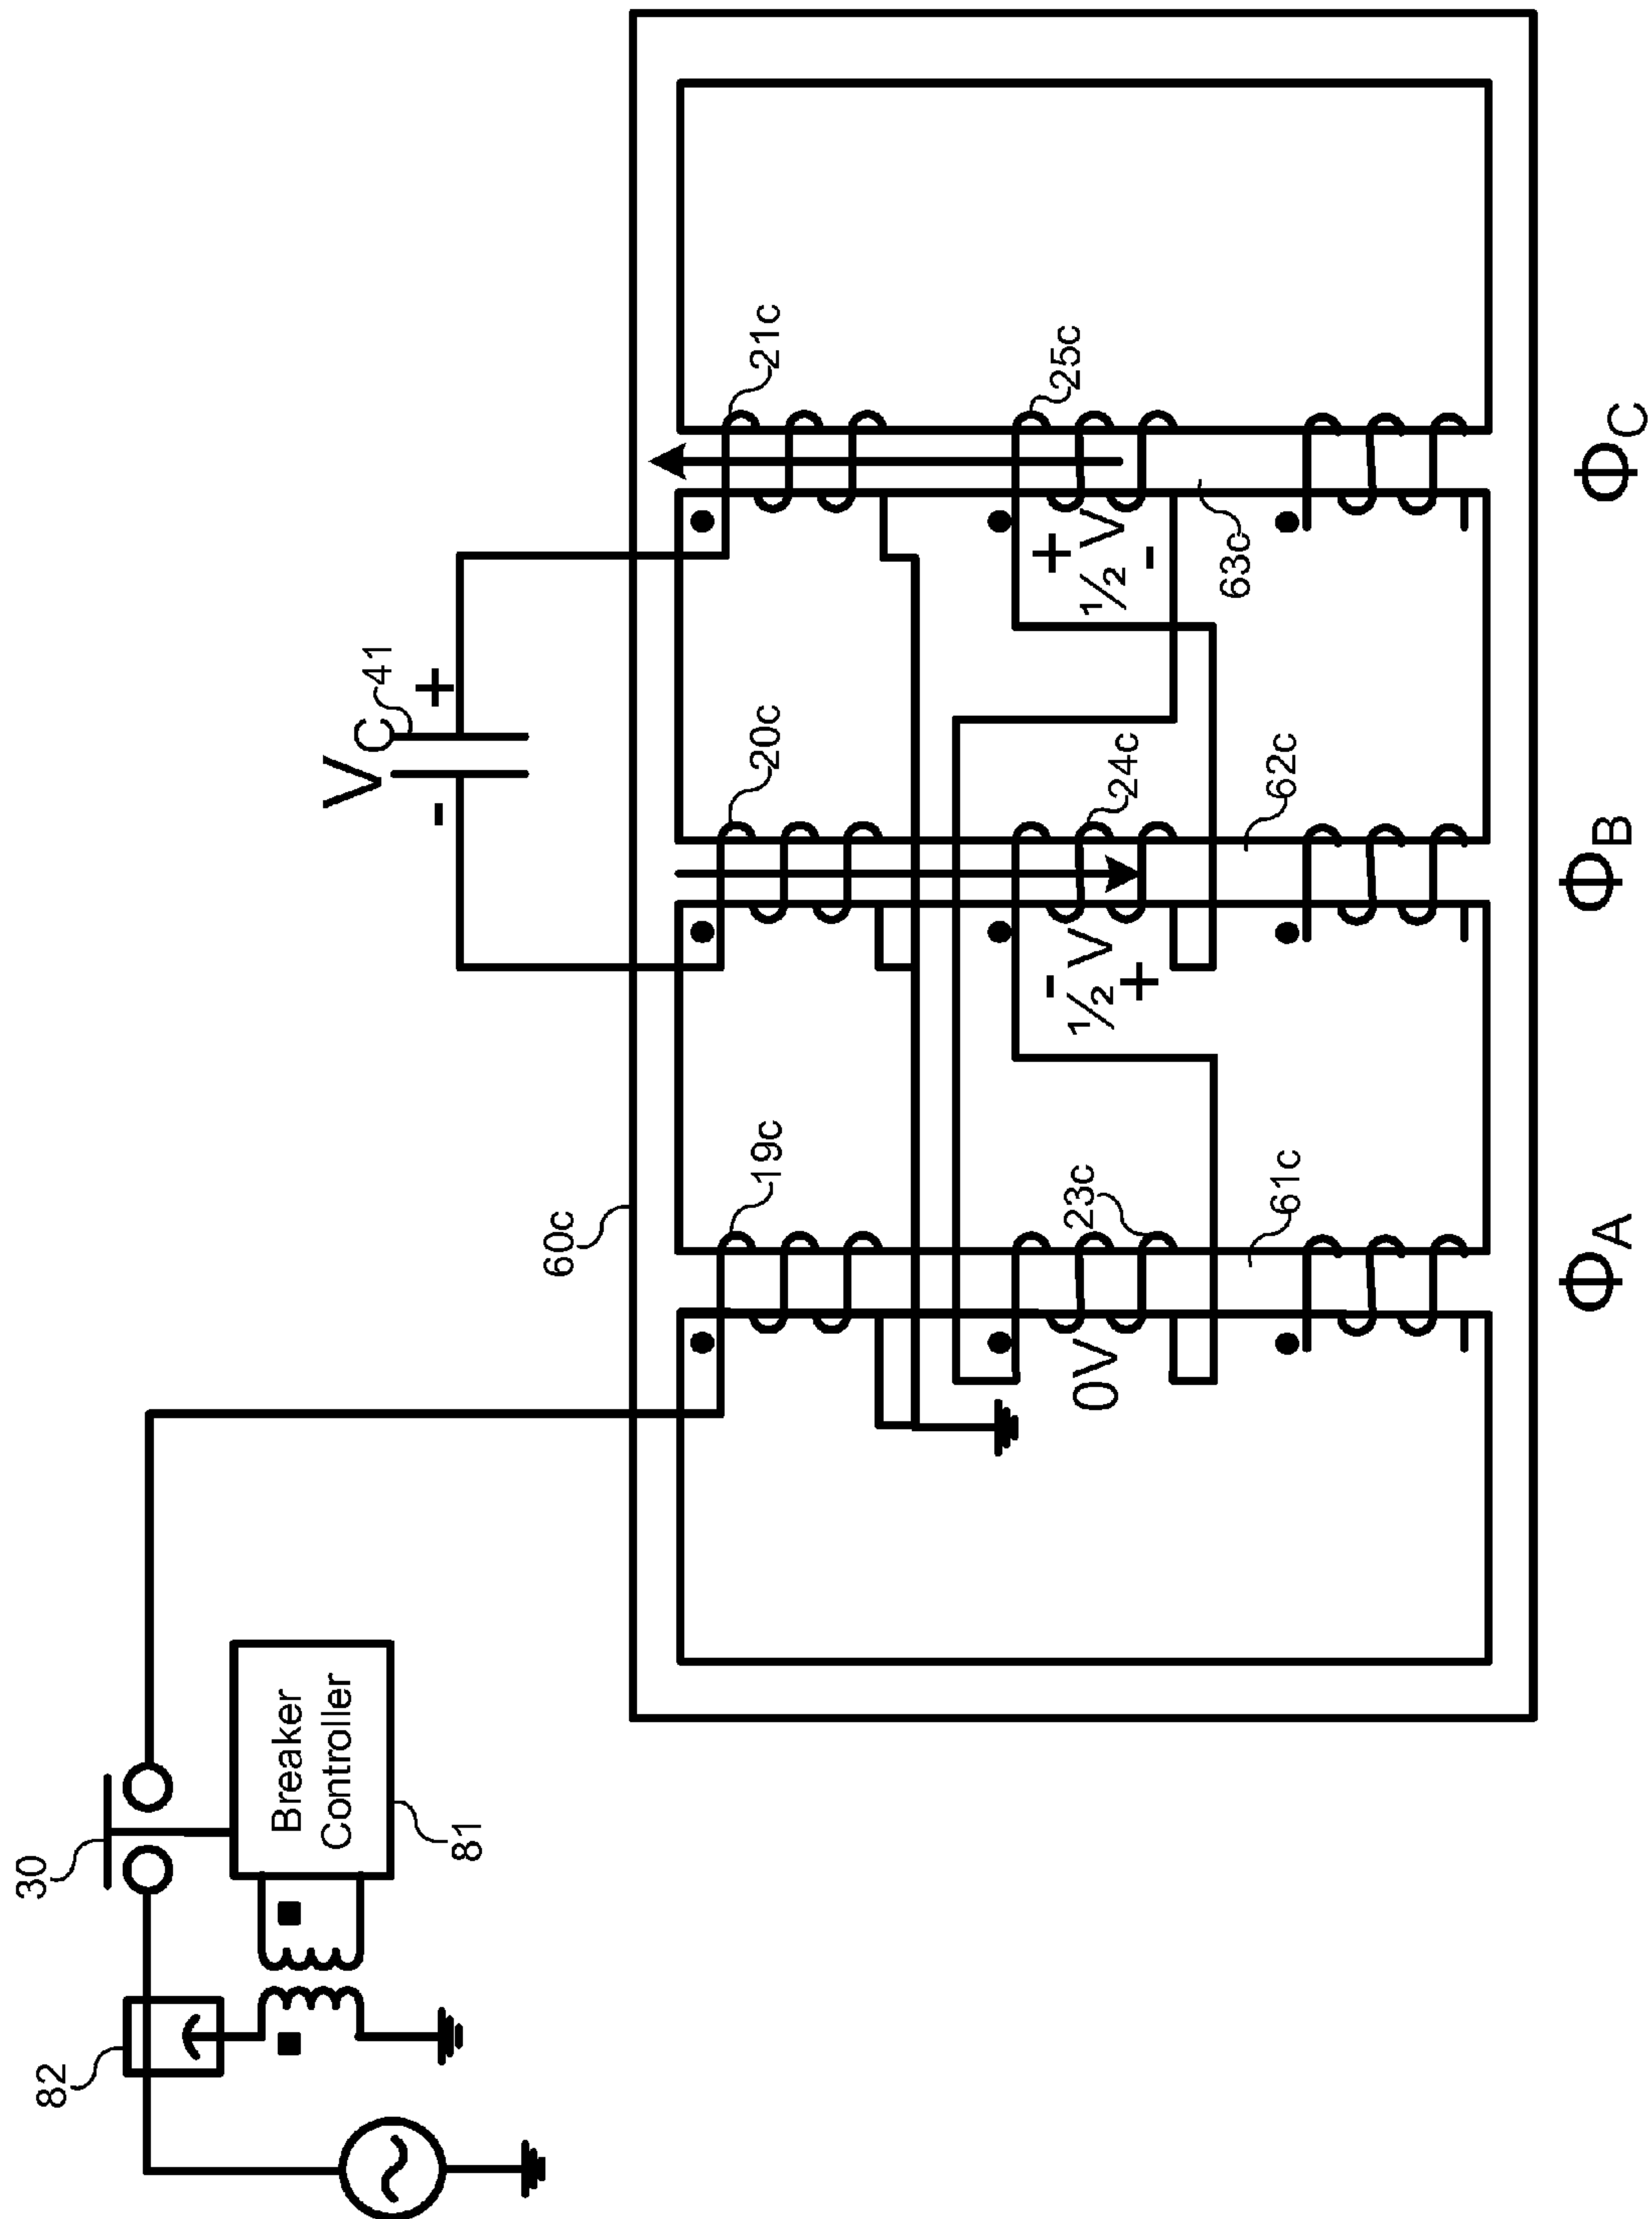 30
82
Breaker
Controller
81
V
C
41
-
+
60c
19c
20c
21c
0V
23c
-
½ V
+
24c
+
½ V
-
25c
61c
62c
63c
Φ A
Φ B
Φ C